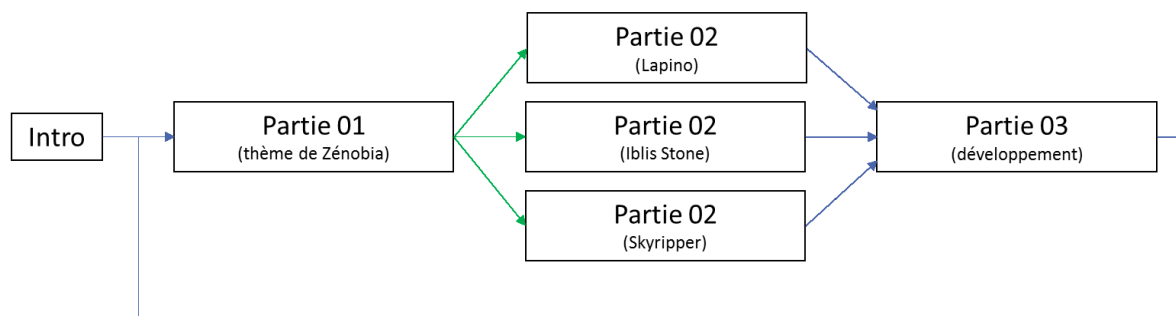 Intro
Partie 01
(thème de Zénobia)
Partie 02
(Lapino)
Partie 02
(Iblis Stone)
Partie 02
(Skyripper)
Partie 03
(développement)